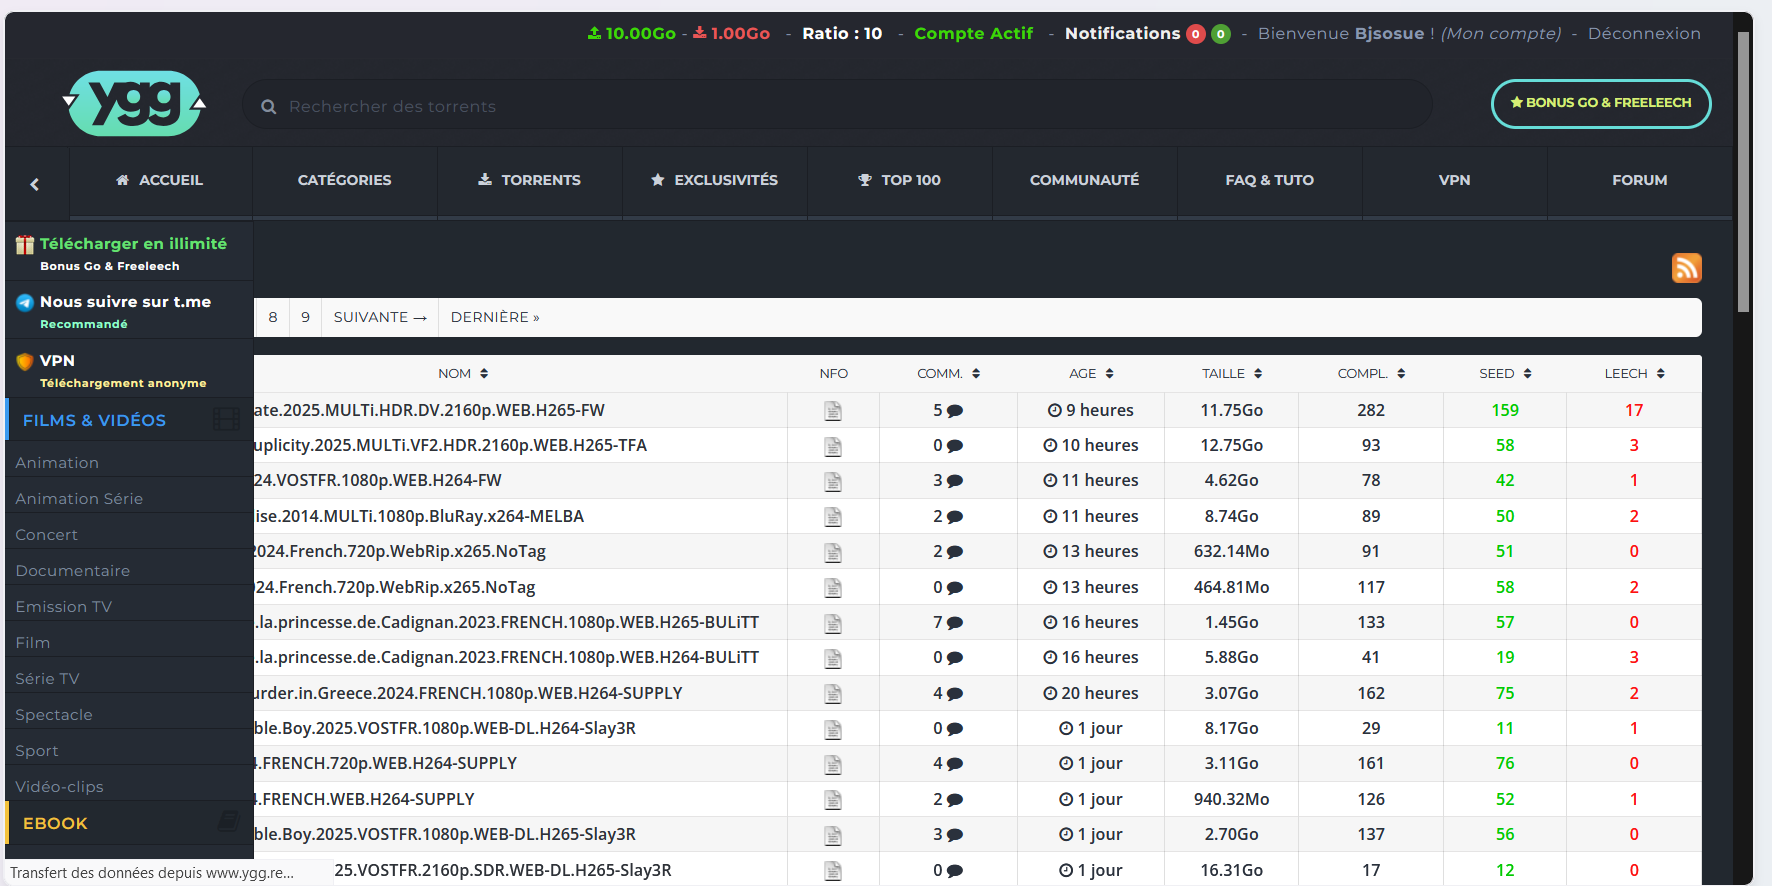 10.00Go - 1.00Go - Ratio : 10 - Compte Actif - Notifications 0 0 - Bienvenue Bjsosue ! (Mon compte) - Déconnexion
ygg
Rechercher des torrents
BONUS GO & FREELEECH
ACCUEIL CATÉGORIES TORRENTS EXCLUSIVITÉS TOP 100 COMMUNAUTÉ FAQ & TUTO VPN FORUM
Télécharger en illimité
Bonus Go & Freeleech
Nous suivre sur t.me
Recommandé
VPN
Téléchargement anonyme
FILMS & VIDÉOS
Animation
Animation Série
Concert
Documentaire
Emission TV
Film
Série TV
Spectacle
Sport
Vidéo-clips
EBOOK
8 9 SUIVANTE → DERNIÈRE »
NOM NFO COMM. AGE TAILLE COMPL. SEED LEECH
ate.2025.MULTi.HDR.DV.2160p.WEB.H265-FW 5 9 heures 11.75Go 282 159 17
uplicity.2025.MULTi.VF2.HDR.2160p.WEB.H265-TFA 0 10 heures 12.75Go 93 58 3
24.VOSTFR.1080p.WEB.H264-FW 3 11 heures 4.62Go 78 42 1
ise.2014.MULTi.1080p.BluRay.x264-MELBA 2 11 heures 8.74Go 89 50 2
2024.French.720p.WebRip.x265.NoTag 2 13 heures 632.14Mo 91 51 0
024.French.720p.WebRip.x265.NoTag 0 13 heures 464.81Mo 117 58 2
.la.princesse.de.Cadignan.2023.FRENCH.1080p.WEB.H265-BULiTT 7 16 heures 1.45Go 133 57 0
.la.princesse.de.Cadignan.2023.FRENCH.1080p.WEB.H264-BULiTT 0 16 heures 5.88Go 41 19 3
urder.in.Greece.2024.FRENCH.1080p.WEB.H264-SUPPLY 4 20 heures 3.07Go 162 75 2
ble.Boy.2025.VOSTFR.1080p.WEB-DL.H264-Slay3R 0 1 jour 8.17Go 29 11 1
4.FRENCH.720p.WEB.H264-SUPPLY 4 1 jour 3.11Go 161 76 0
4.FRENCH.WEB.H264-SUPPLY 2 1 jour 940.32Mo 126 52 1
ble.Boy.2025.VOSTFR.1080p.WEB-DL.H265-Slay3R 3 1 jour 2.70Go 137 56 0
25.VOSTFR.2160p.SDR.WEB-DL.H265-Slay3R 0 1 jour 16.31Go 17 12 0
Transfert des données depuis www.ygg.re...